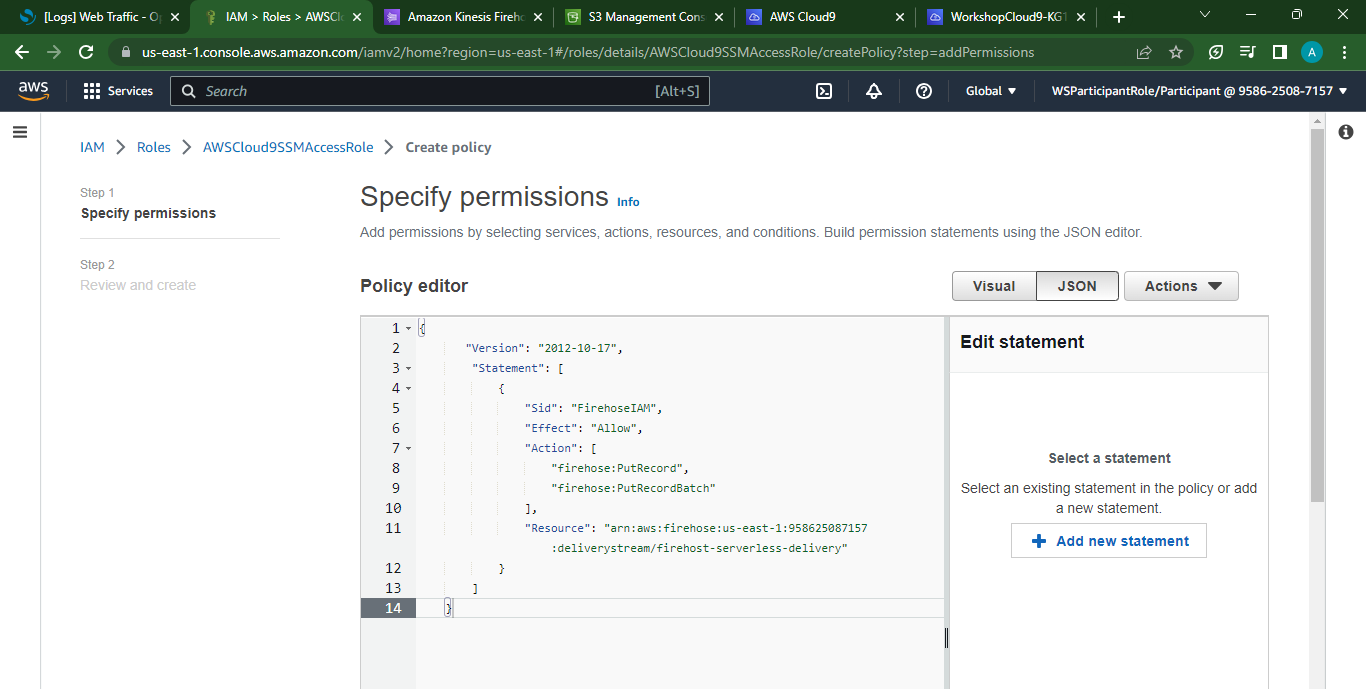 [Logs] Web Traffic - Op
IAM > Roles > AWSClo
Amazon Kinesis Fireho
S3 Management Cons
AWS Cloud9
WorkshopCloud9-KG1
us-east-1.console.aws.amazon.com/iamv2/home?region=us-east-1#/roles/details/AWSCloud9SSMAccessRole/createPolicy?step=addPermissions
A
aws
Services
Search
[Alt+S]
Global
WSParticipantRole/Participant @ 9586-2508-7157
IAM
Roles
AWSCloud9SSMAccessRole
Create policy
Step 1
Specify permissions
Step 2
Review and create
Specify permissions Info
Add permissions by selecting services, actions, resources, and conditions. Build permission statements using the JSON editor.
Policy editor
Visual
JSON
Actions
1 {
2 "Version": "2012-10-17",
3 "Statement": [
4 {
5 "Sid": "FirehoseIAM",
6 "Effect": "Allow",
7 "Action": [
8 "firehose:PutRecord",
9 "firehose:PutRecordBatch"
10 ],
11 "Resource": "arn:aws:firehose:us-east-1:958625087157
:deliverystream/firehost-serverless-delivery"
12 }
13 ]
14 }
Edit statement
Select a statement
Select an existing statement in the policy or add
a new statement.
Add new statement